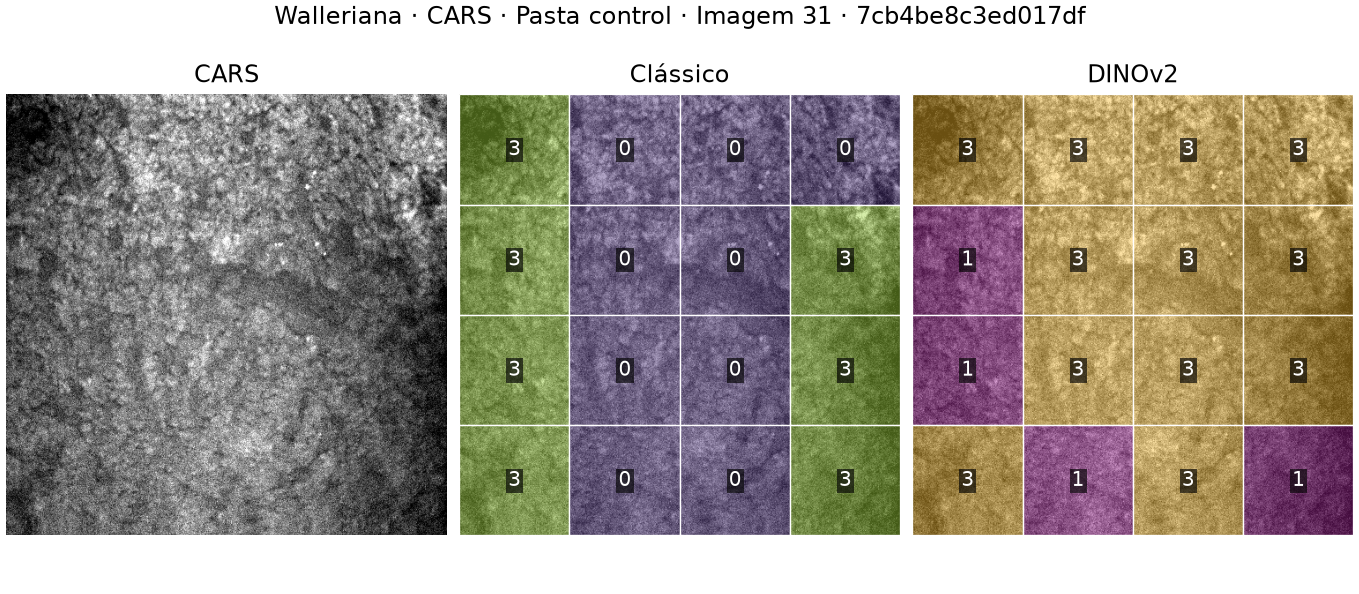 Walleriana · CARS · Pasta control · Imagem 31 · 7cb4be8c3ed017df
CARS
Clássico
DINOv2
3 0 0 0 3 3 3 3
3 0 0 3 1 3 3 3
3 0 0 3 1 3 3 3
3 0 0 3 3 1 3 1